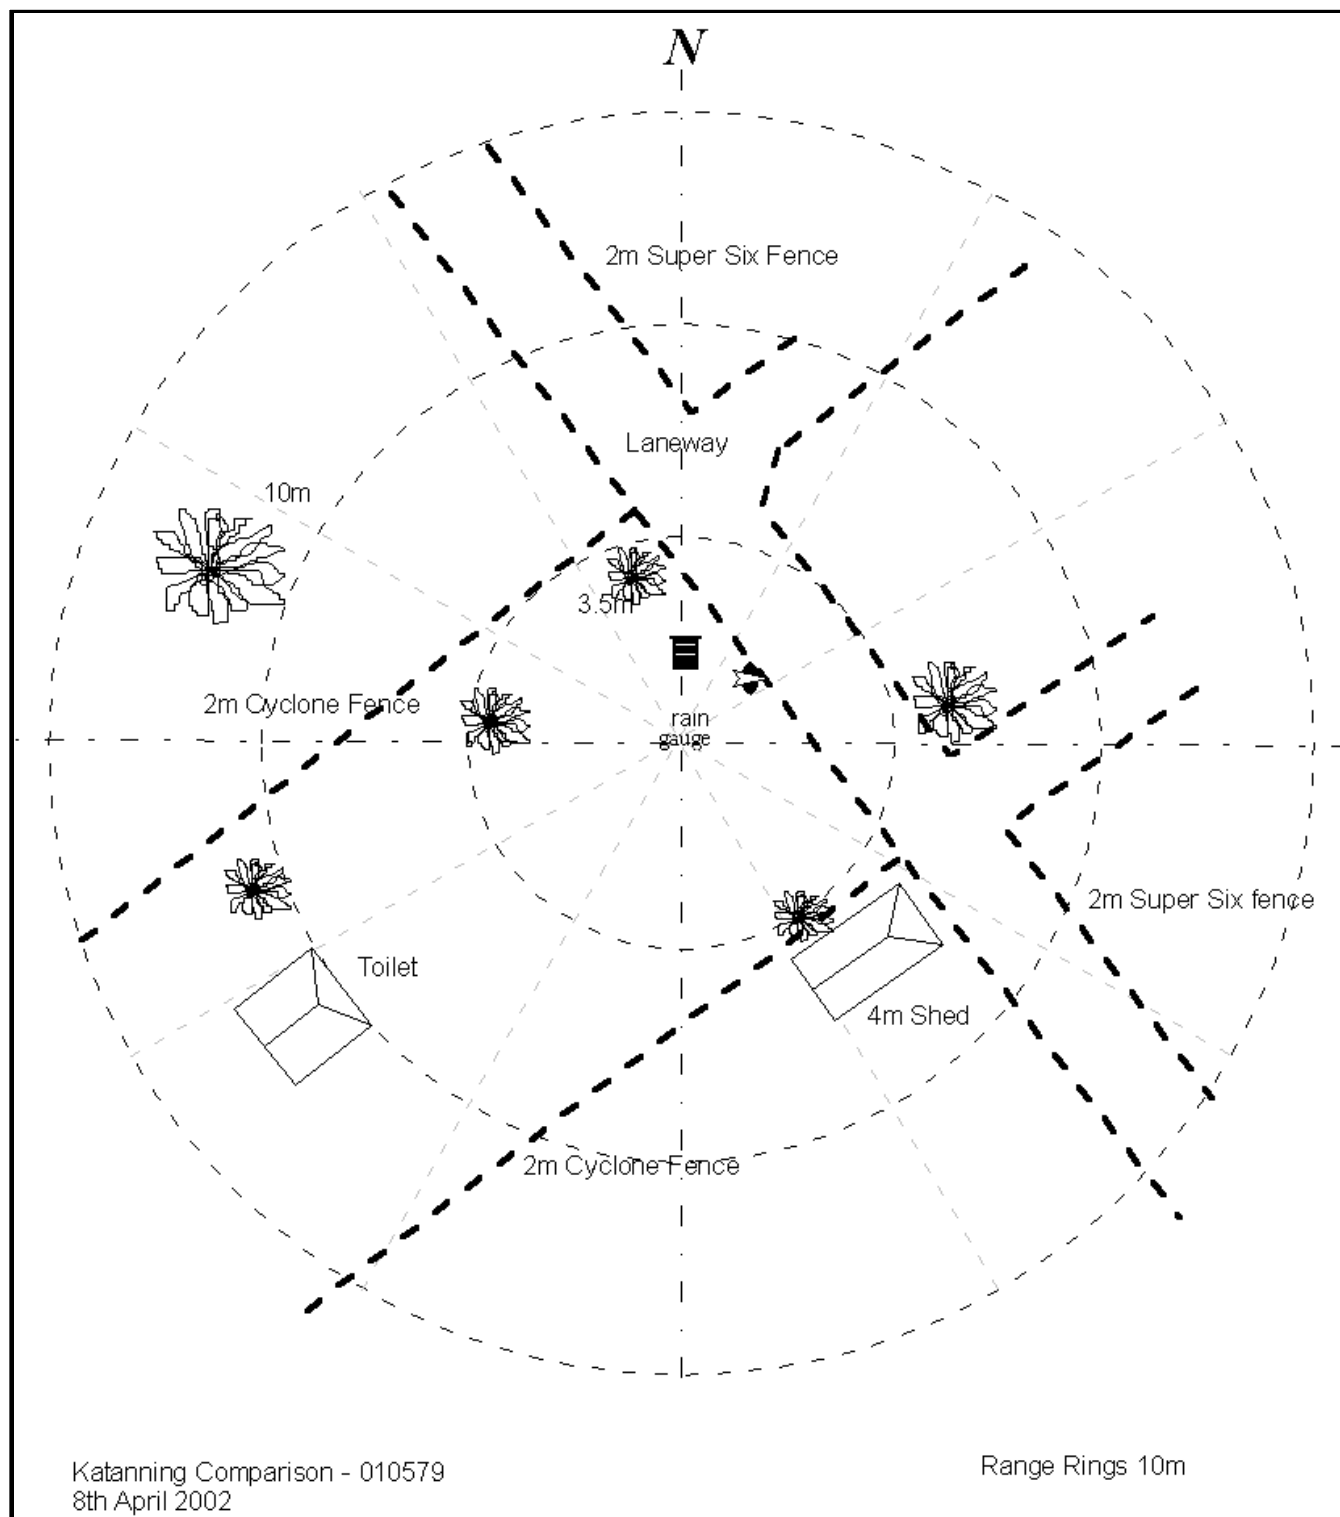 N
2m Super Six Fence
Laneway
10m
3.5m
2m Cyclone Fence
rain
gauge
2m Super Six fence
Toilet
4m Shed
2m Cyclone Fence
Katanning Comparison - 010579
8th April 2002
Range Rings 10m